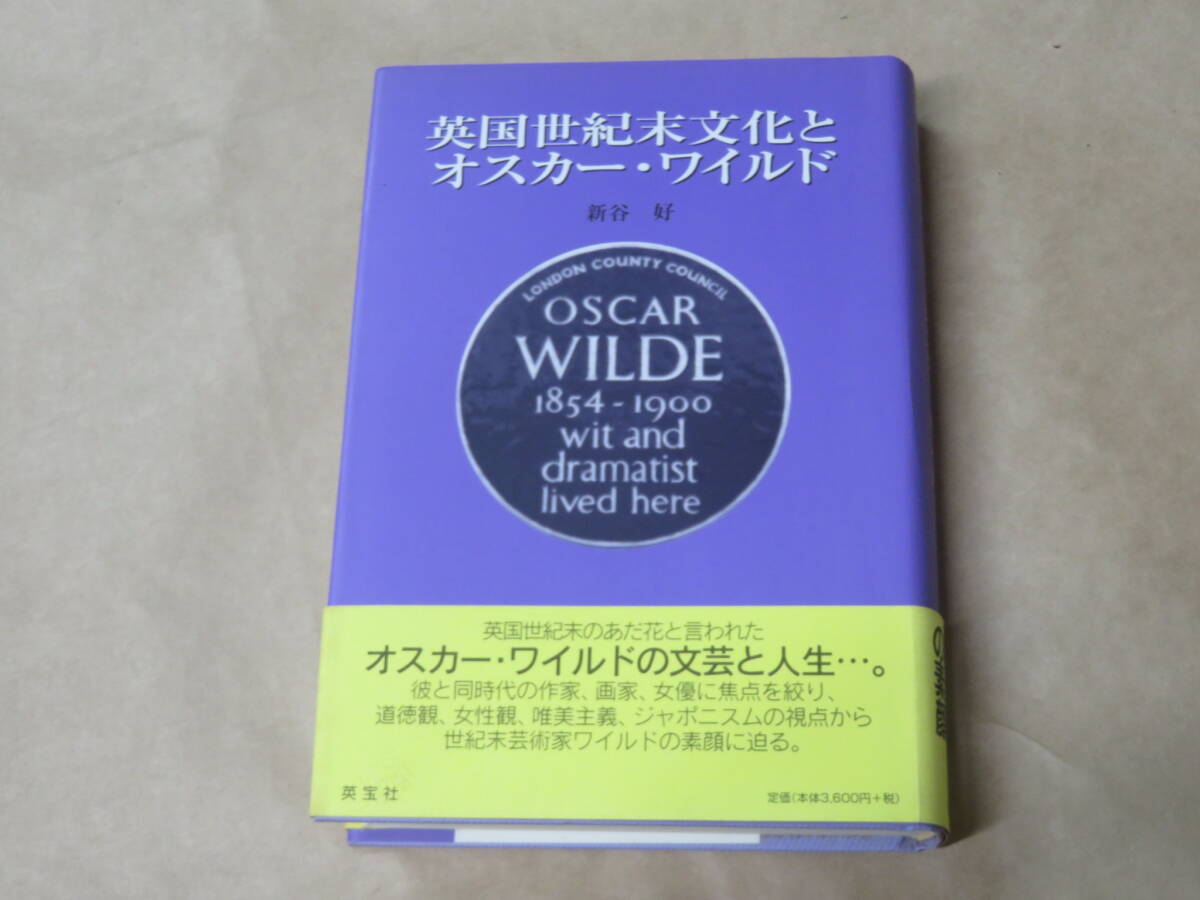 英国世紀末文化と
オスカー・ワイルド
新谷 好
LONDON COUNTY COUNCIL
OSCAR
WILDE
1854-1900
wit and
dramatist
lived here
英国世紀末のあだ花と言われた
オスカー・ワイルドの文芸と人生…。
彼と同時代の作家、画家、女優に焦点を絞り、
道徳観、女性観、唯美主義、ジャポニスムの視点から
世紀末芸術家ワイルドの素顔に迫る。
英宝社
定価(本体3,600円+税)